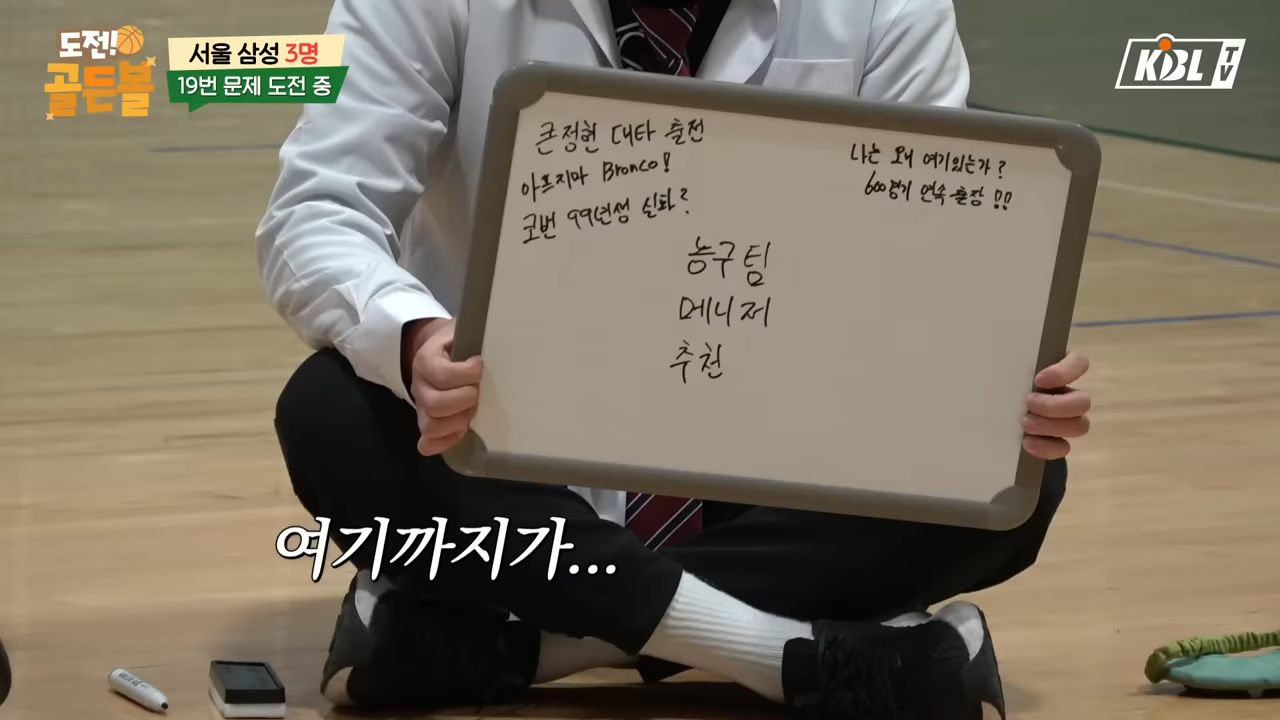 도전!
골든볼
서울 삼성 3명
19번 문제 도전 중
KBL TV
큰정현 대타 출전
아프지마 Bronco!
코번 99년생 실화?
나는 왜 여기있는가?
600경기 연속 출장 !!
농구팀
메니저
추천
여기까지가...